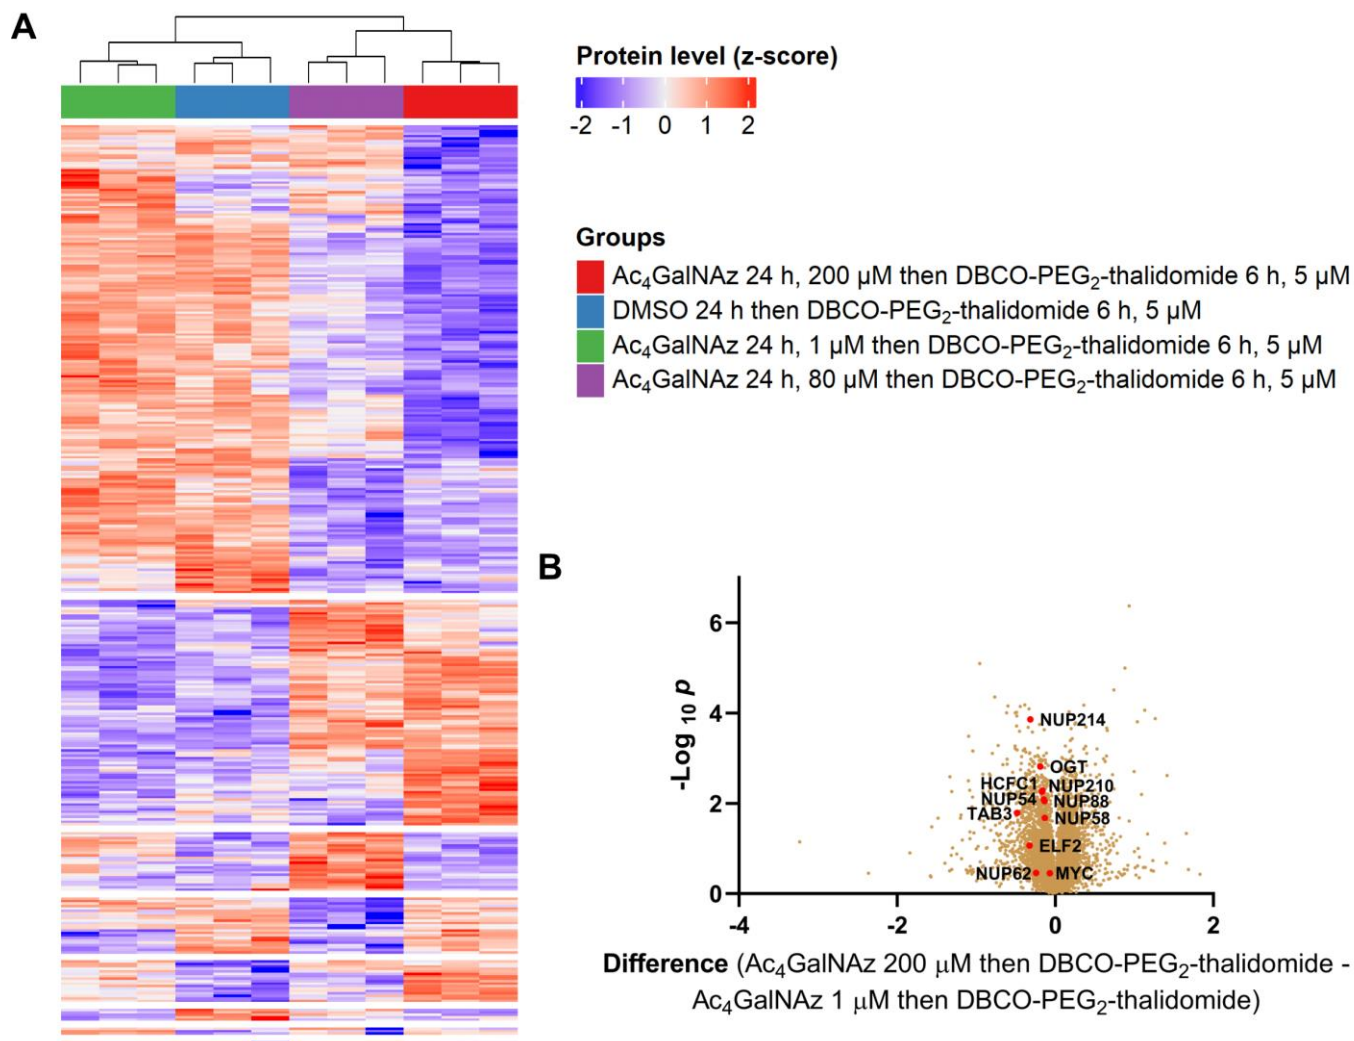 A
Protein level (z-score)
-2 -1 0 1 2
Groups
Ac₄GalNAz 24 h, 200 µM then DBCO-PEG₂-thalidomide 6 h, 5 µM
DMSO 24 h then DBCO-PEG₂-thalidomide 6 h, 5 µM
Ac₄GalNAz 24 h, 1 µM then DBCO-PEG₂-thalidomide 6 h, 5 µM
Ac₄GalNAz 24 h, 80 µM then DBCO-PEG₂-thalidomide 6 h, 5 µM
B
-Log ₁₀ p
6
4
2
0
NUP214
OGT
HCFC1 NUP210
NUP54 NUP88
TAB3 NUP58
ELF2
NUP62 MYC
-4 -2 0 2
Difference (Ac₄GalNAz 200 µM then DBCO-PEG₂-thalidomide -
Ac₄GalNAz 1 µM then DBCO-PEG₂-thalidomide)